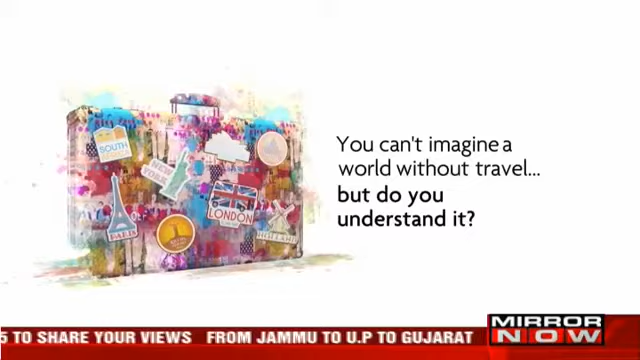 You can't imagine a
world without travel...
but do you
understand it?
SOUTH
NEW YORK
LONDON
PARIS
HOLLAND
MIRROR
NOW
5 TO SHARE YOUR VIEWS FROM JAMMU TO U.P TO GUJARAT